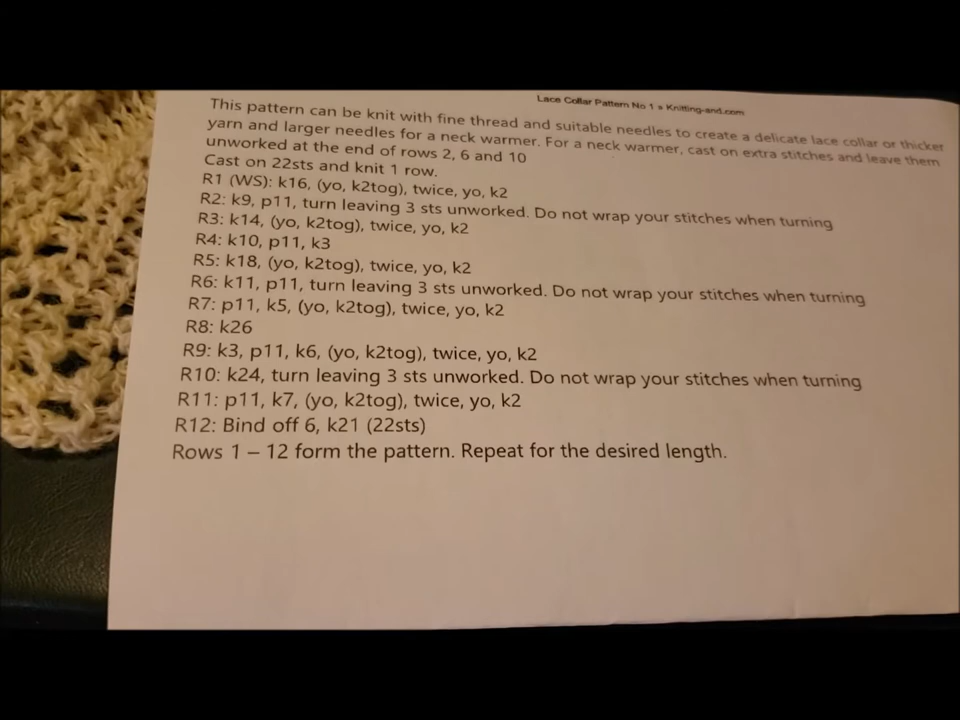 Lace Collar Pattern No 1 » Knitting-and.com
This pattern can be knit with fine thread and suitable needles to create a delicate lace collar or thicker
yarn and larger needles for a neck warmer. For a neck warmer, cast on extra stitches and leave them
unworked at the end of rows 2, 6 and 10
Cast on 22sts and knit 1 row.
R1 (WS): k16, (yo, k2tog), twice, yo, k2
R2: k9, p11, turn leaving 3 sts unworked. Do not wrap your stitches when turning
R3: k14, (yo, k2tog), twice, yo, k2
R4: k10, p11, k3
R5: k18, (yo, k2tog), twice, yo, k2
R6: k11, p11, turn leaving 3 sts unworked. Do not wrap your stitches when turning
R7: p11, k5, (yo, k2tog), twice, yo, k2
R8: k26
R9: k3, p11, k6, (yo, k2tog), twice, yo, k2
R10: k24, turn leaving 3 sts unworked. Do not wrap your stitches when turning
R11: p11, k7, (yo, k2tog), twice, yo, k2
R12: Bind off 6, k21 (22sts)
Rows 1 – 12 form the pattern. Repeat for the desired length.